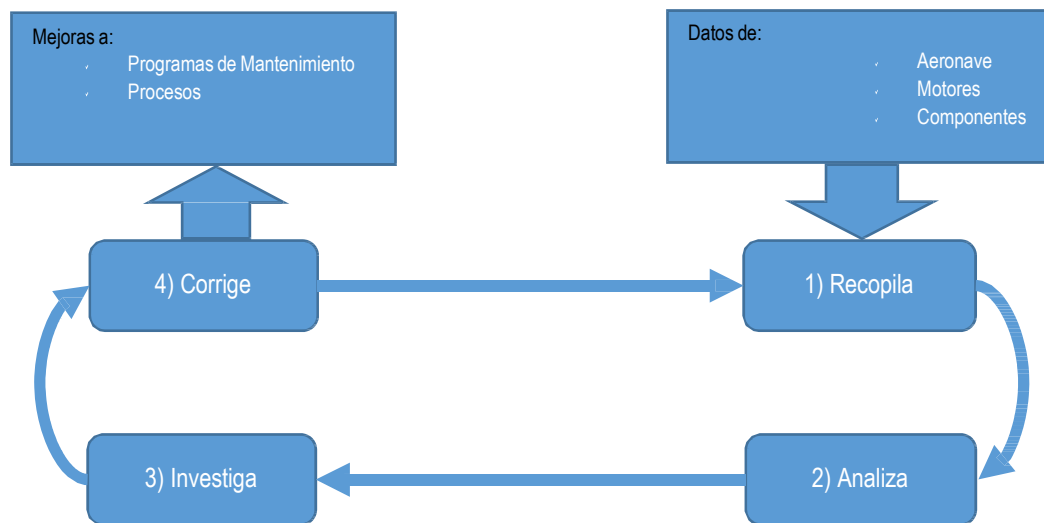 Mejoras a:
✓ Programas de Mantenimiento
✓ Procesos
Datos de:
✓ Aeronave
✓ Motores
✓ Componentes
4) Corrige
1) Recopila
3) Investiga
2) Analiza